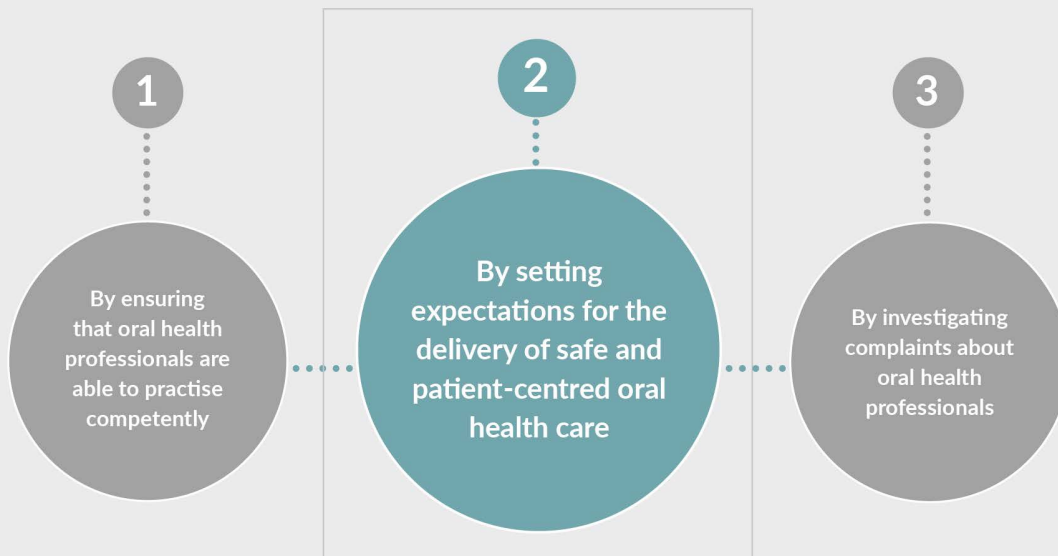 1
By ensuring
that oral health
professionals are
able to practise
competently
2
By setting
expectations for the
delivery of safe and
patient-centred oral
health care
3
By investigating
complaints about
oral health
professionals